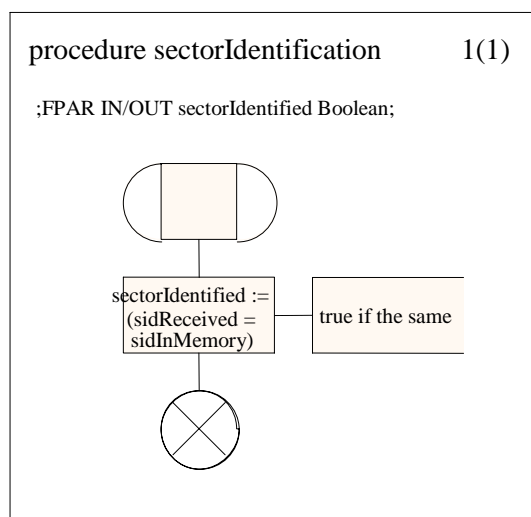 procedure sectorIdentification 1(1)
;FPAR IN/OUT sectorIdentified Boolean;
sectorIdentified :=
(sidReceived =
sidInMemory)
true if the same